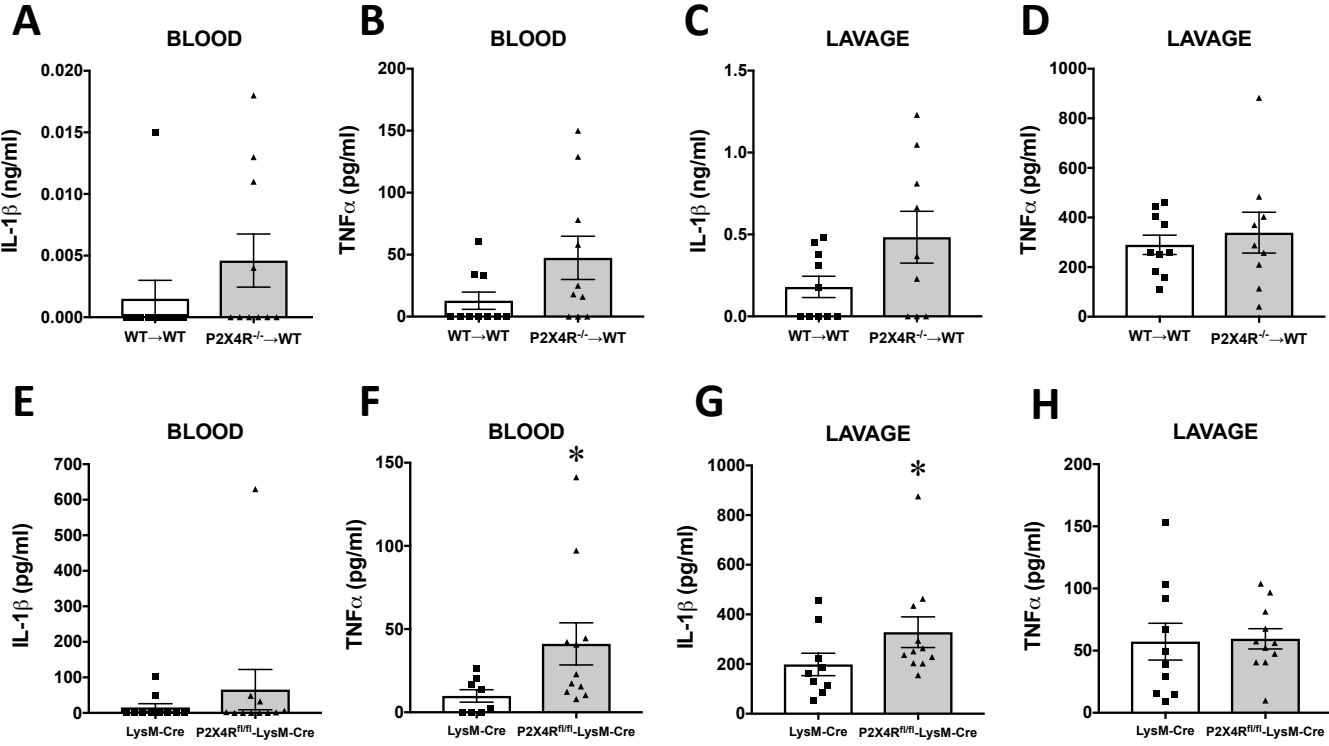 A
BLOOD
IL-1β (ng/ml)
0.020
0.015
0.010
0.005
0.000
WT→WT
P2X4R-/-→WT
B
BLOOD
TNFα (pg/ml)
200
150
100
50
0
WT→WT
P2X4R-/-→WT
C
LAVAGE
IL-1β (ng/ml)
1.5
1.0
0.5
0.0
WT→WT
P2X4R-/-→WT
D
LAVAGE
TNFα (pg/ml)
1000
800
600
400
200
0
WT→WT
P2X4R-/-→WT
E
BLOOD
IL-1β (pg/ml)
700
600
500
400
300
200
100
0
LysM-Cre
P2X4Rfl/fl-LysM-Cre
F
BLOOD
*
TNFα (pg/ml)
150
100
50
0
LysM-Cre
P2X4Rfl/fl-LysM-Cre
G
LAVAGE
*
IL-1β (pg/ml)
1000
800
600
400
200
0
LysM-Cre
P2X4Rfl/fl-LysM-Cre
H
LAVAGE
TNFα (pg/ml)
200
150
100
50
0
LysM-Cre
P2X4Rfl/fl-LysM-Cre